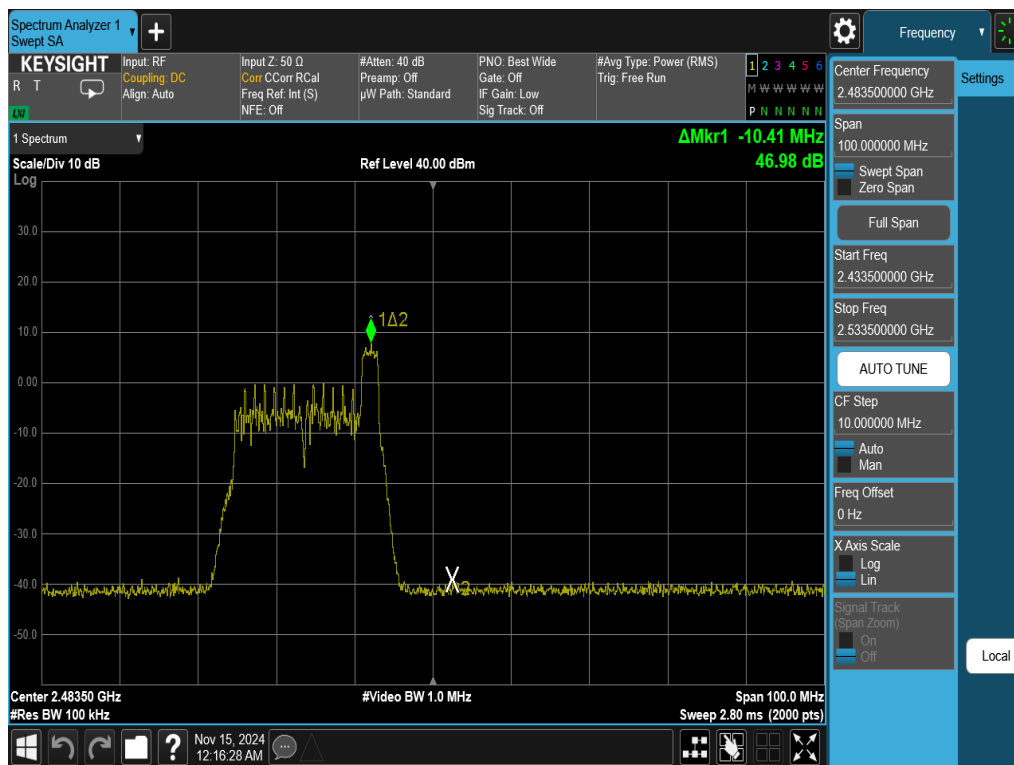 Spectrum Analyzer 1
Swept SA
+
Frequency
KEYSIGHT
R T
LXI
Input: RF
Coupling: DC
Align: Auto
Input Z: 50 Ω
Corr CCorr RCal
Freq Ref: Int (S)
NFE: Off
#Atten: 40 dB
Preamp: Off
µW Path: Standard
PNO: Best Wide
Gate: Off
IF Gain: Low
Sig Track: Off
#Avg Type: Power (RMS)
Trig: Free Run
1 2 3 4 5 6
M W W W W W
P N N N N N
1 Spectrum
Scale/Div 10 dB
Log
Ref Level 40.00 dBm
ΔMkr1 -10.41 MHz
46.98 dB
30.0
20.0
10.0
0.00
-10.0
-20.0
-30.0
-40.0
-50.0
1Δ2
X2
Center 2.48350 GHz
#Res BW 100 kHz
#Video BW 1.0 MHz
Span 100.0 MHz
Sweep 2.80 ms (2000 pts)
Center Frequency
2.483500000 GHz
Span
100.000000 MHz
Swept Span
Zero Span
Full Span
Start Freq
2.433500000 GHz
Stop Freq
2.533500000 GHz
AUTO TUNE
CF Step
10.000000 MHz
Auto
Man
Freq Offset
0 Hz
X Axis Scale
Log
Lin
Signal Track
(Span Zoom)
On
Off
Settings
Local
?
Nov 15, 2024
12:16:28 AM